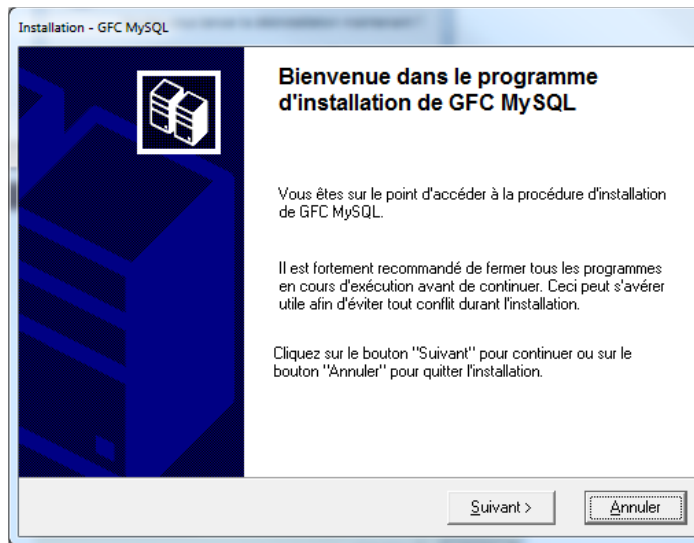 Installation - GFC MySQL
Bienvenue dans le programme
d'installation de GFC MySQL
Vous êtes sur le point d'accéder à la procédure d'installation
de GFC MySQL.
Il est fortement recommandé de fermer tous les programmes
en cours d'exécution avant de continuer. Ceci peut s'avérer
utile afin d'éviter tout conflit durant l'installation.
Cliquez sur le bouton "Suivant" pour continuer ou sur le
bouton "Annuler" pour quitter l'installation.
Suivant >
Annuler